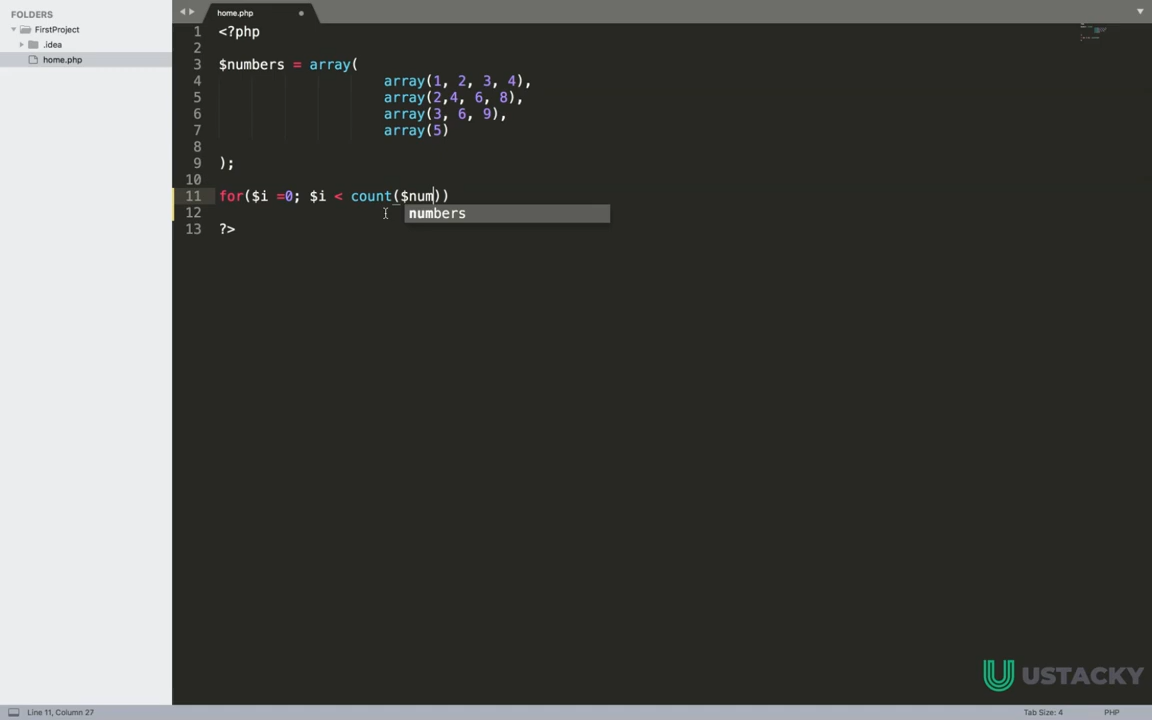 FOLDERS
FirstProject
.idea
home.php
home.php
1 <?php
2
3 $numbers = array(
4 array(1, 2, 3, 4),
5 array(2,4, 6, 8),
6 array(3, 6, 9),
7 array(5)
8
9 );
10
11 for($i =0; $i < count($num))
12 numbers
13 ?>
USTACKY
Line 11, Column 27
Tab Size: 4
PHP